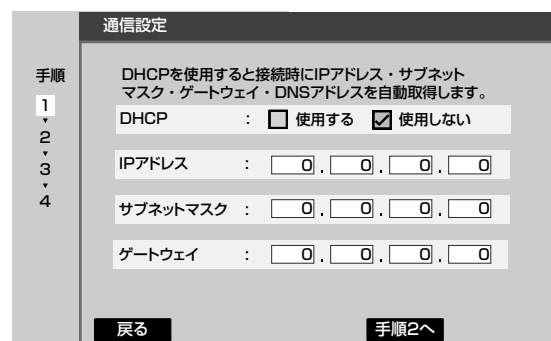 通信設定
手順
1
2
3
4
DHCPを使用すると接続時にIPアドレス・サブネット
マスク・ゲートウェイ・DNSアドレスを自動取得します。
DHCP : 使用する 使用しない
IPアドレス : 0 . 0 . 0 . 0
サブネットマスク : 0 . 0 . 0 . 0
ゲートウェイ : 0 . 0 . 0 . 0
戻る 手順2へ